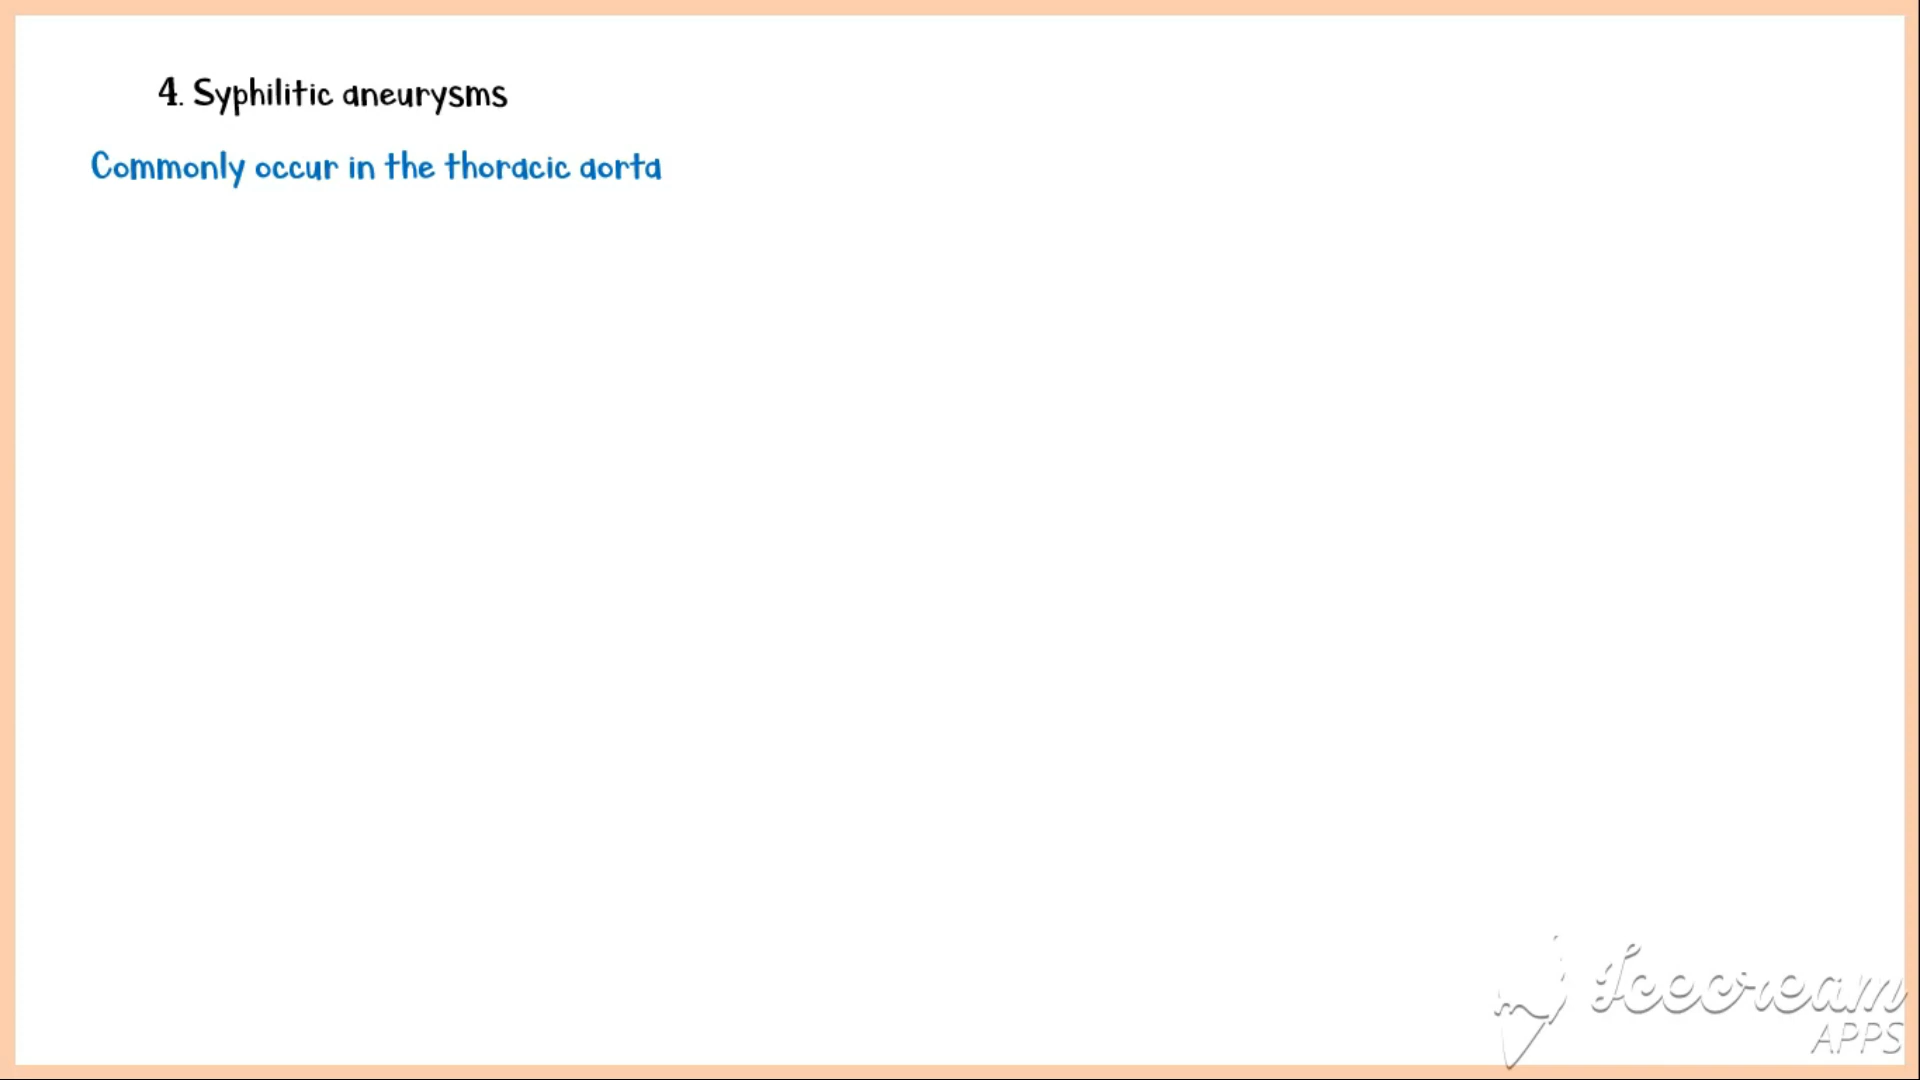 4. Syphilitic aneurysms
Commonly occur in the thoracic aorta
Icecream
APPS